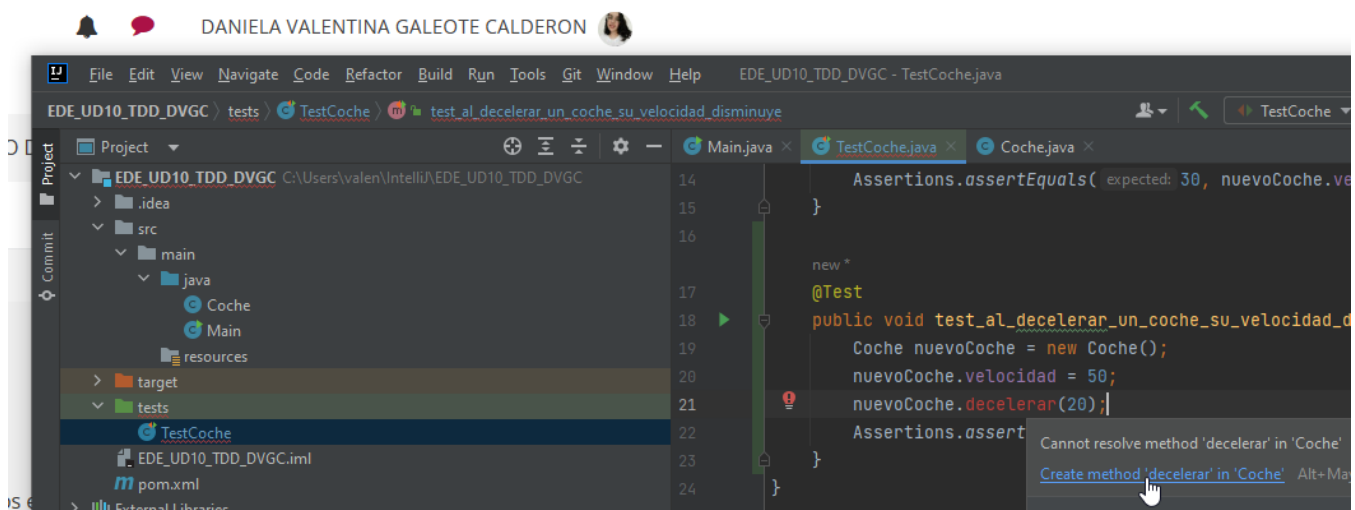 DANIELA VALENTINA GALEOTE CALDERON
File Edit View Navigate Code Refactor Build Run Tools Git Window Help EDE_UD10_TDD_DVGC - TestCoche.java
EDE_UD10_TDD_DVGC tests TestCoche test_al_decelerar_un_coche_su_velocidad_disminuye TestCoche
Project
Commit
Project
EDE_UD10_TDD_DVGC C:\Users\valen\IntelliJ\EDE_UD10_TDD_DVGC
.idea
src
main
java
Coche
Main
resources
target
tests
TestCoche
EDE_UD10_TDD_DVGC.iml
pom.xml
External Libraries
Main.java TestCoche.java Coche.java
14 Assertions.assertEquals( expected: 30, nuevoCoche.ve
15 }
16
new *
17 @Test
18 public void test_al_decelerar_un_coche_su_velocidad_d
19 Coche nuevoCoche = new Coche();
20 nuevoCoche.velocidad = 50;
21 nuevoCoche.decelerar(20);
22 Assertions.assert
23 }
24 }
Cannot resolve method 'decelerar' in 'Coche'
Create method 'decelerar' in 'Coche' Alt+May